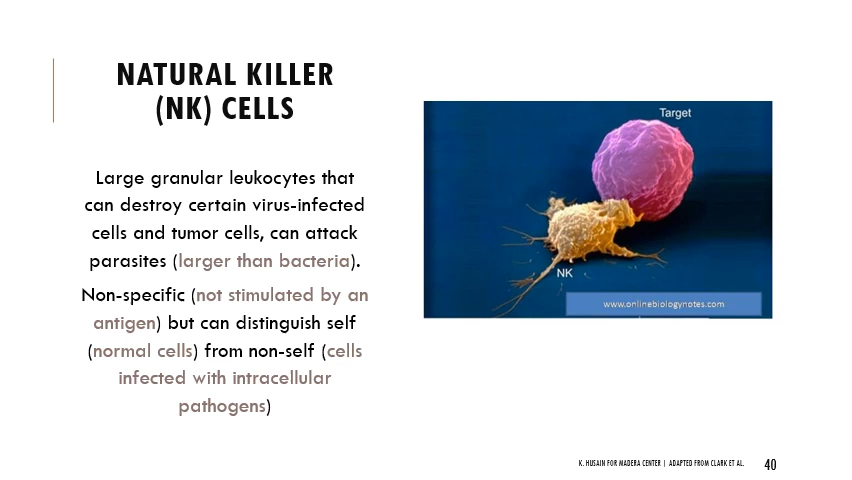 NATURAL KILLER
(NK) CELLS
Large granular leukocytes that
can destroy certain virus-infected
cells and tumor cells, can attack
parasites (larger than bacteria).
Non-specific (not stimulated by an
antigen) but can distinguish self
(normal cells) from non-self (cells
infected with intracellular
pathogens)
Target
NK
www.onlinebiologynotes.com
K. HUSAIN FOR MADERA CENTER | ADAPTED FROM CLARK ET AL.
40